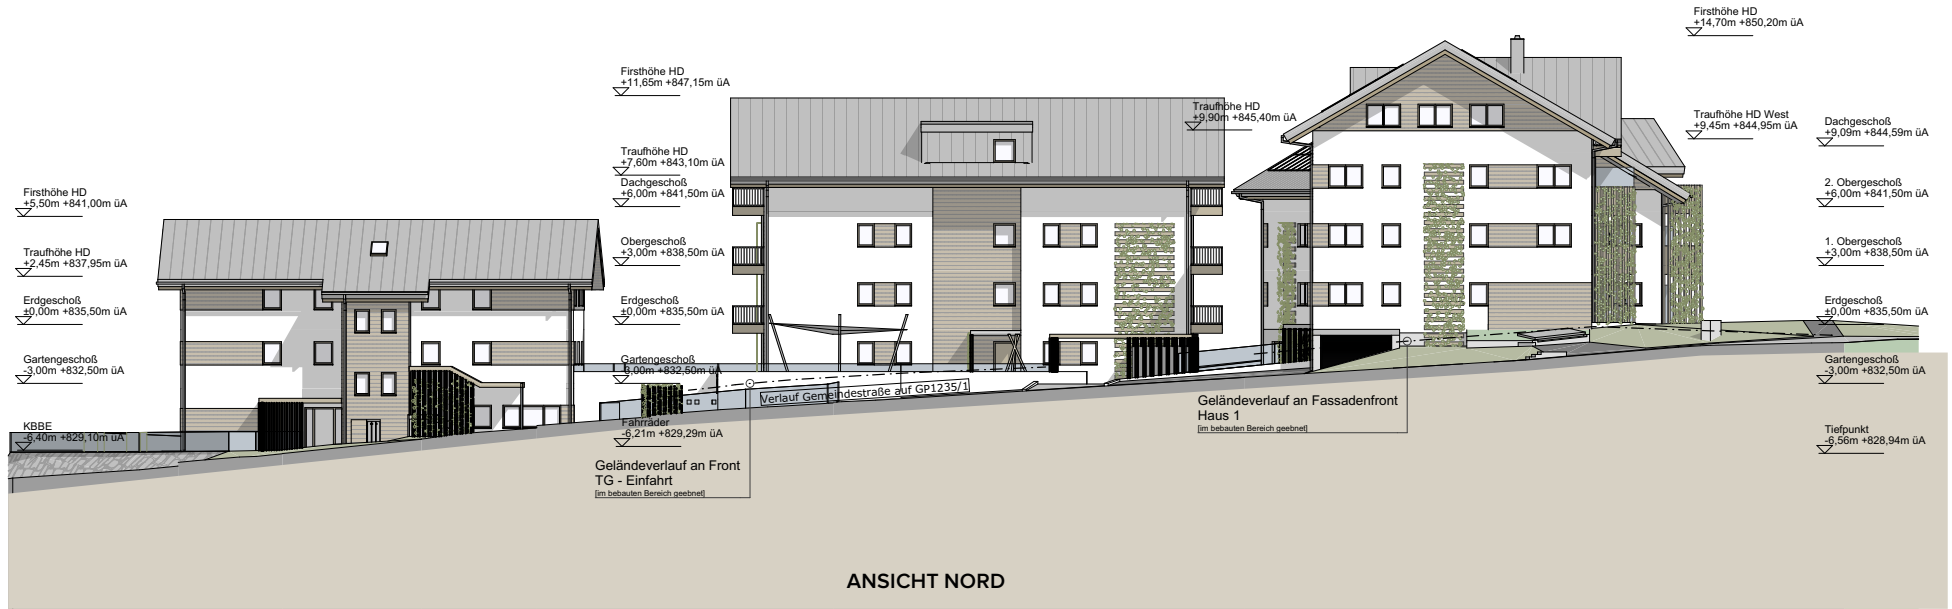 Firsthöhe HD
+5,50m +841,00m üA
Traufhöhe HD
+2,45m +837,95m üA
Erdgeschoß
±0,00m +835,50m üA
Gartengeschoß
-3,00m +832,50m üA
KBBE
-6,40m +829,10m üA
Firsthöhe HD
+11,65m +847,15m üA
Traufhöhe HD
+7,60m +843,10m üA
Dachgeschoß
+6,00m +841,50m üA
Obergeschoß
+3,00m +838,50m üA
Erdgeschoß
±0,00m +835,50m üA
Gartengeschoß
-3,00m +832,50m üA
Fahrräder
-6,21m +829,29m üA
Geländeverlauf an Front
TG - Einfahrt
[im bebauten Bereich geebnet]
Verlauf Gemeindestraße auf GP1235/1
Traufhöhe HD
+9,90m +845,40m üA
Geländeverlauf an Fassadenfront
Haus 1
[im bebauten Bereich geebnet]
Firsthöhe HD
+14,70m +850,20m üA
Traufhöhe HD West
+9,45m +844,95m üA
Dachgeschoß
+9,09m +844,59m üA
2. Obergeschoß
+6,00m +841,50m üA
1. Obergeschoß
+3,00m +838,50m üA
Erdgeschoß
±0,00m +835,50m üA
Gartengeschoß
-3,00m +832,50m üA
Tiefpunkt
-6,56m +828,94m üA
ANSICHT NORD